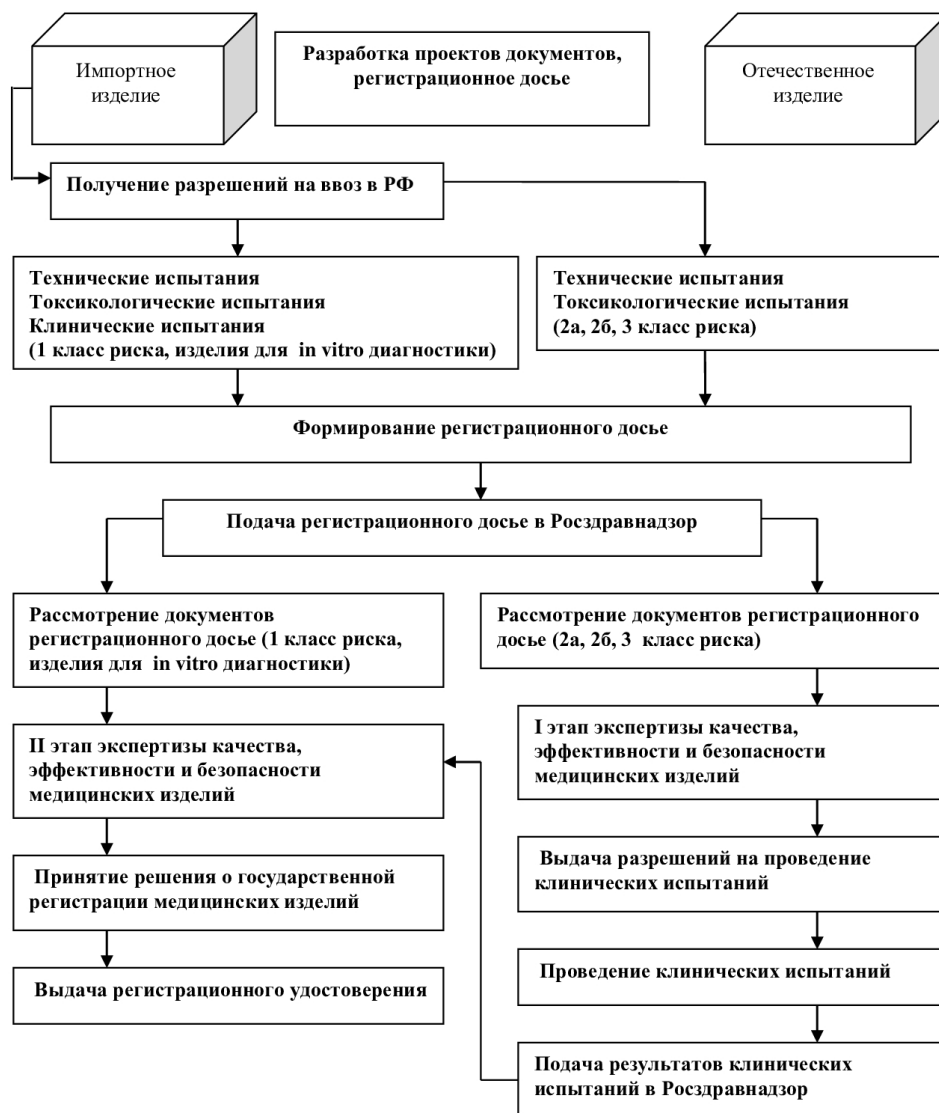 Импортное
изделие
Разработка проектов документов,
регистрационное досье
Отечественное
изделие
Получение разрешений на ввоз в РФ
Технические испытания
Токсикологические испытания
Клинические испытания
(1 класс риска, изделия для in vitro диагностики)
Технические испытания
Токсикологические испытания
(2а, 2б, 3 класс риска)
Формирование регистрационного досье
Подача регистрационного досье в Росздравнадзор
Рассмотрение документов
регистрационного досье (1 класс риска,
изделия для in vitro диагностики)
Рассмотрение документов регистрационного
досье (2а, 2б, 3 класс риска)
II этап экспертизы качества,
эффективности и безопасности
медицинских изделий
I этап экспертизы качества,
эффективности и безопасности
медицинских изделий
Выдача разрешений на проведение
клинических испытаний
Принятие решения о государственной
регистрации медицинских изделий
Проведение клинических испытаний
Выдача регистрационного удостоверения
Подача результатов клинических
испытаний в Росздравнадзор